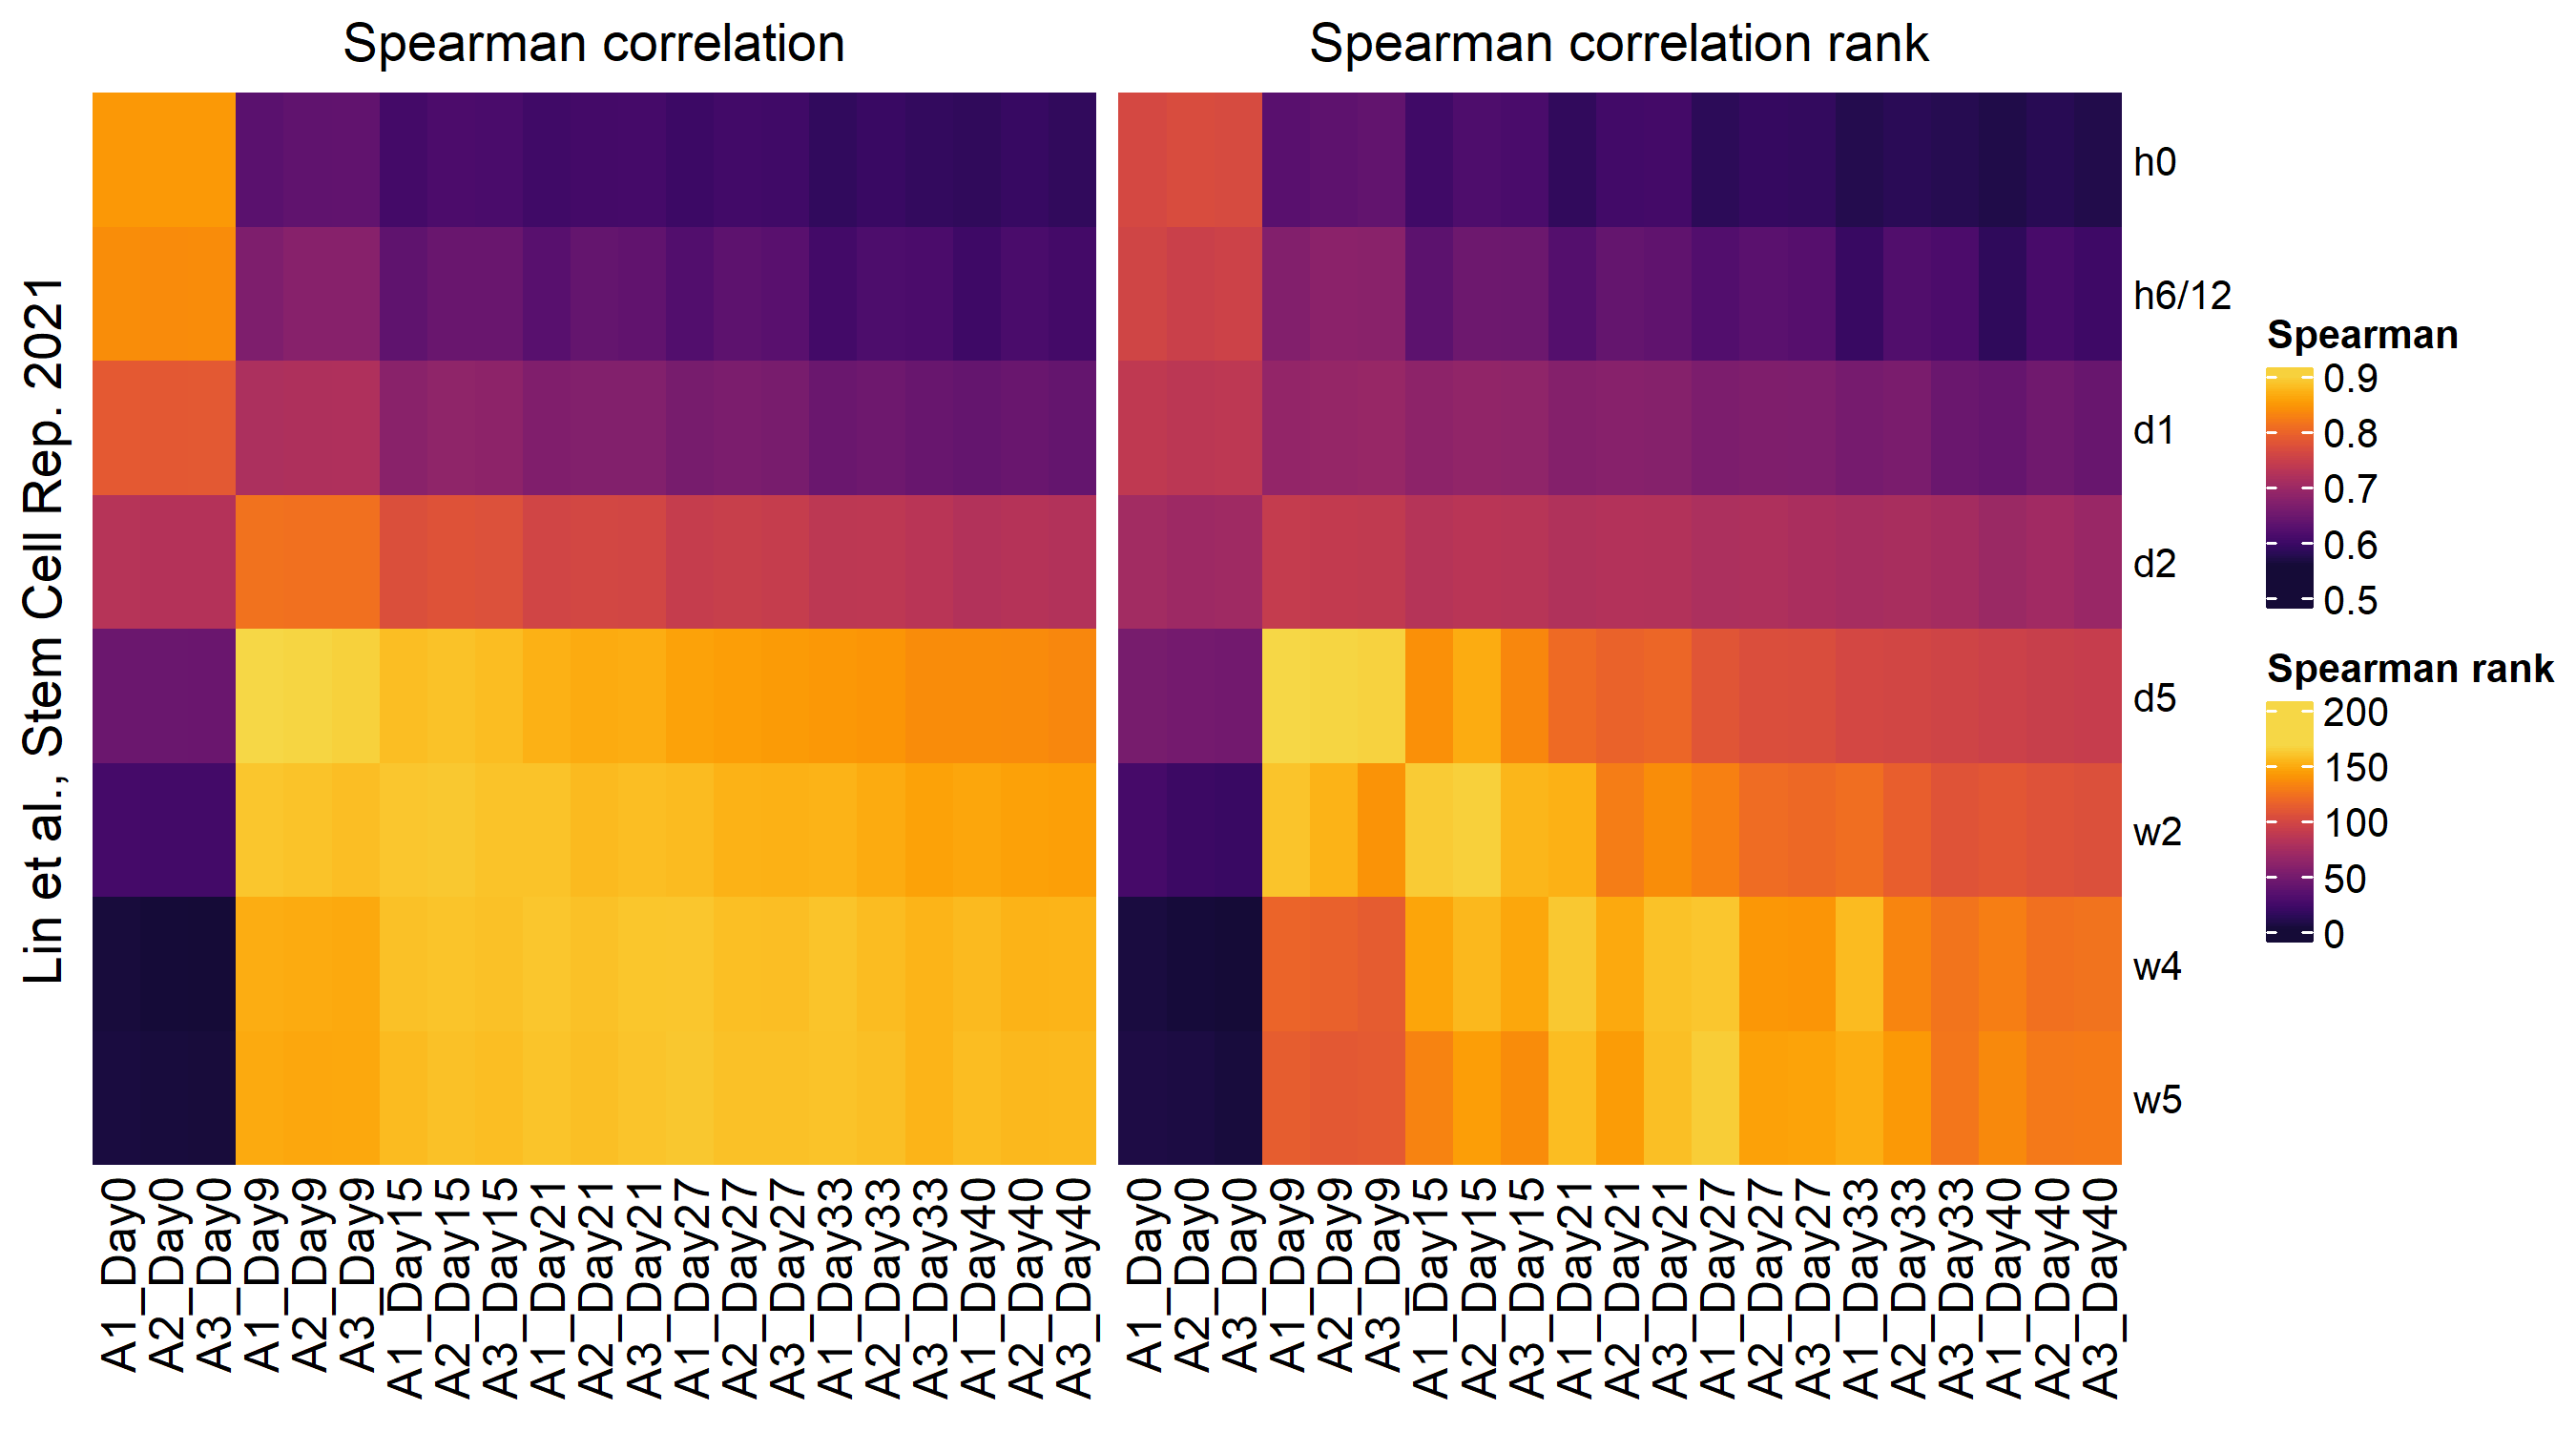 Spearman correlation
Spearman correlation rank
Lin et al., Stem Cell Rep. 2021
h0
h6/12
d1
d2
d5
w2
w4
w5
Spearman
0.9
0.8
0.7
0.6
0.5
Spearman rank
200
150
100
50
0
A1_Day0
A2_Day0
A3_Day0
A1_Day9
A2_Day9
A3_Day9
A1_Day15
A2_Day15
A3_Day15
A1_Day21
A2_Day21
A3_Day21
A1_Day27
A2_Day27
A3_Day27
A1_Day33
A2_Day33
A3_Day33
A1_Day40
A2_Day40
A3_Day40
A1_Day0
A2_Day0
A3_Day0
A1_Day9
A2_Day9
A3_Day9
A1_Day15
A2_Day15
A3_Day15
A1_Day21
A2_Day21
A3_Day21
A1_Day27
A2_Day27
A3_Day27
A1_Day33
A2_Day33
A3_Day33
A1_Day40
A2_Day40
A3_Day40